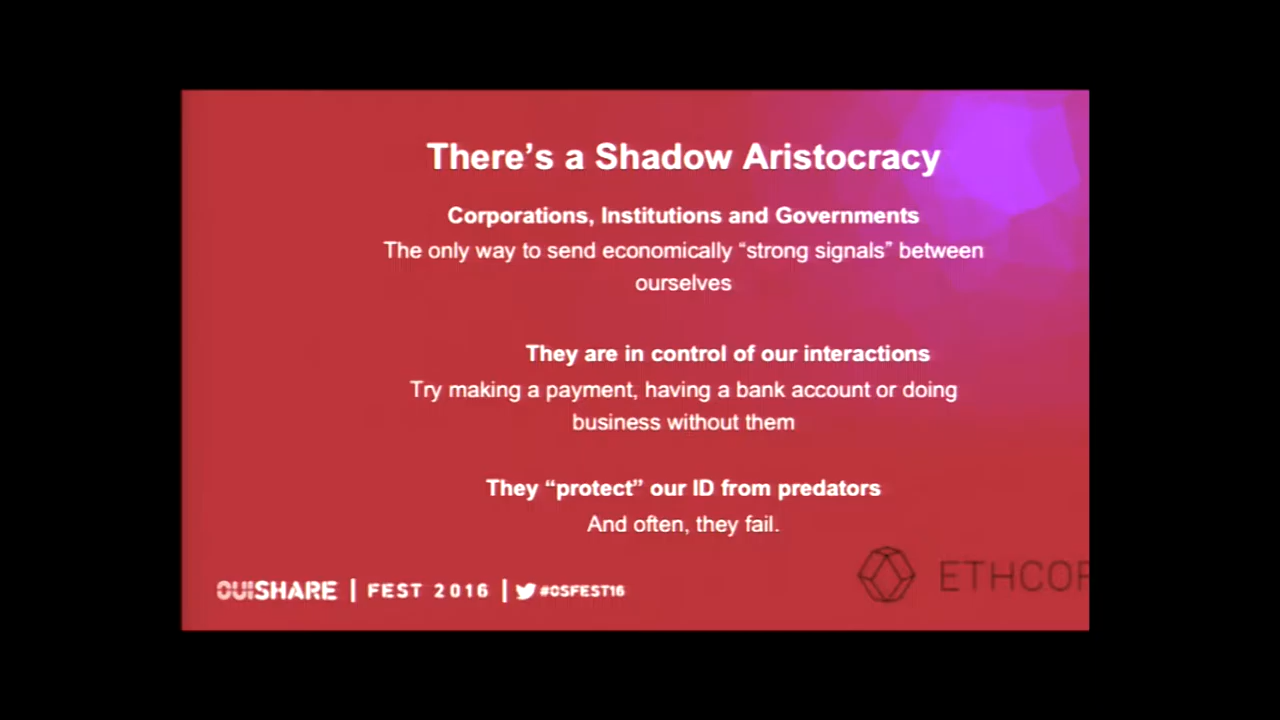 There’s a Shadow Aristocracy
Corporations, Institutions and Governments
The only way to send economically “strong signals” between
ourselves
They are in control of our interactions
Try making a payment, having a bank account or doing
business without them
They “protect” our ID from predators
And often, they fail.
OUISHARE | FEST 2016 | #OSFEST16
ETHCOR